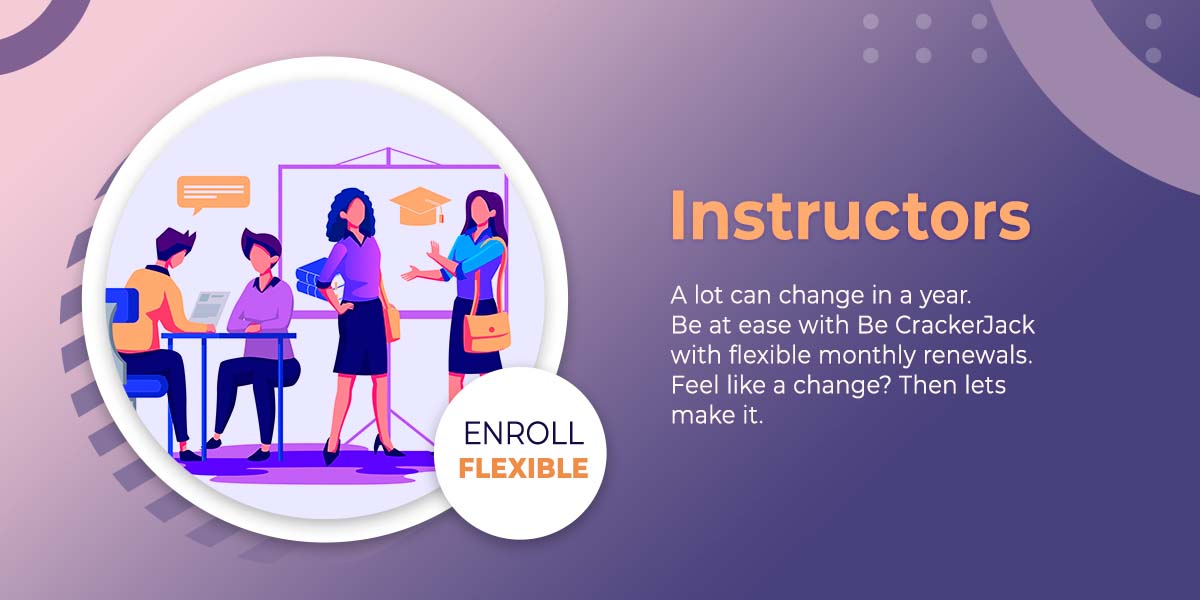 Instructors
A lot can change in a year.
Be at ease with Be CrackerJack
with flexible monthly renewals.
Feel like a change? Then lets
make it.
ENROLL
FLEXIBLE